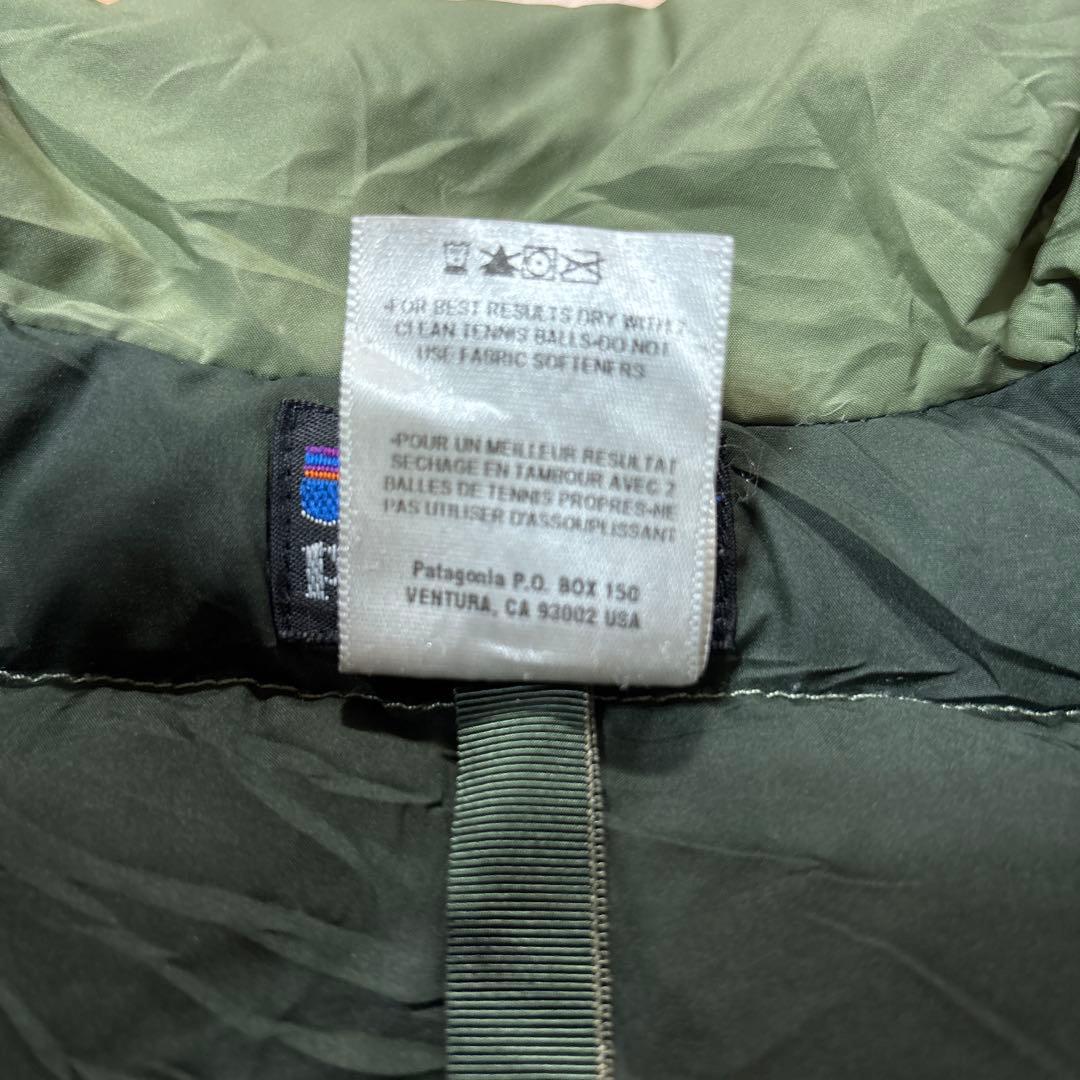 -FOR BEST RESULTS DRY WITH 2
CLEAN TENNIS BALLS-DO NOT
USE FABRIC SOFTENERS
-POUR UN MEILLEUR RESULTAT
SECHAGE EN TAMBOUR AVEC 2
BALLES DE TENNIS PROPRES-NE
PAS UTILISER D'ASSOUPLISSANT
Patagonia P.O. BOX 150
VENTURA, CA 93002 USA